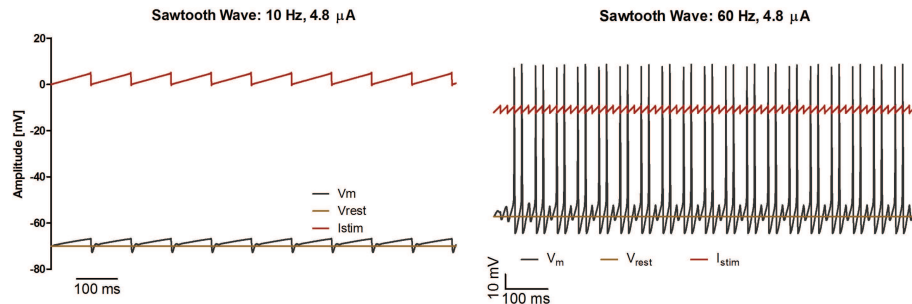 Sawtooth Wave: 10 Hz, 4.8 μA
20
0
-20
-40
-60
-80
Amplitude [mV]
Vm
Vrest
Istim
100 ms
Sawtooth Wave: 60 Hz, 4.8 μA
Vm
Vrest
Istim
10 mV
100 ms